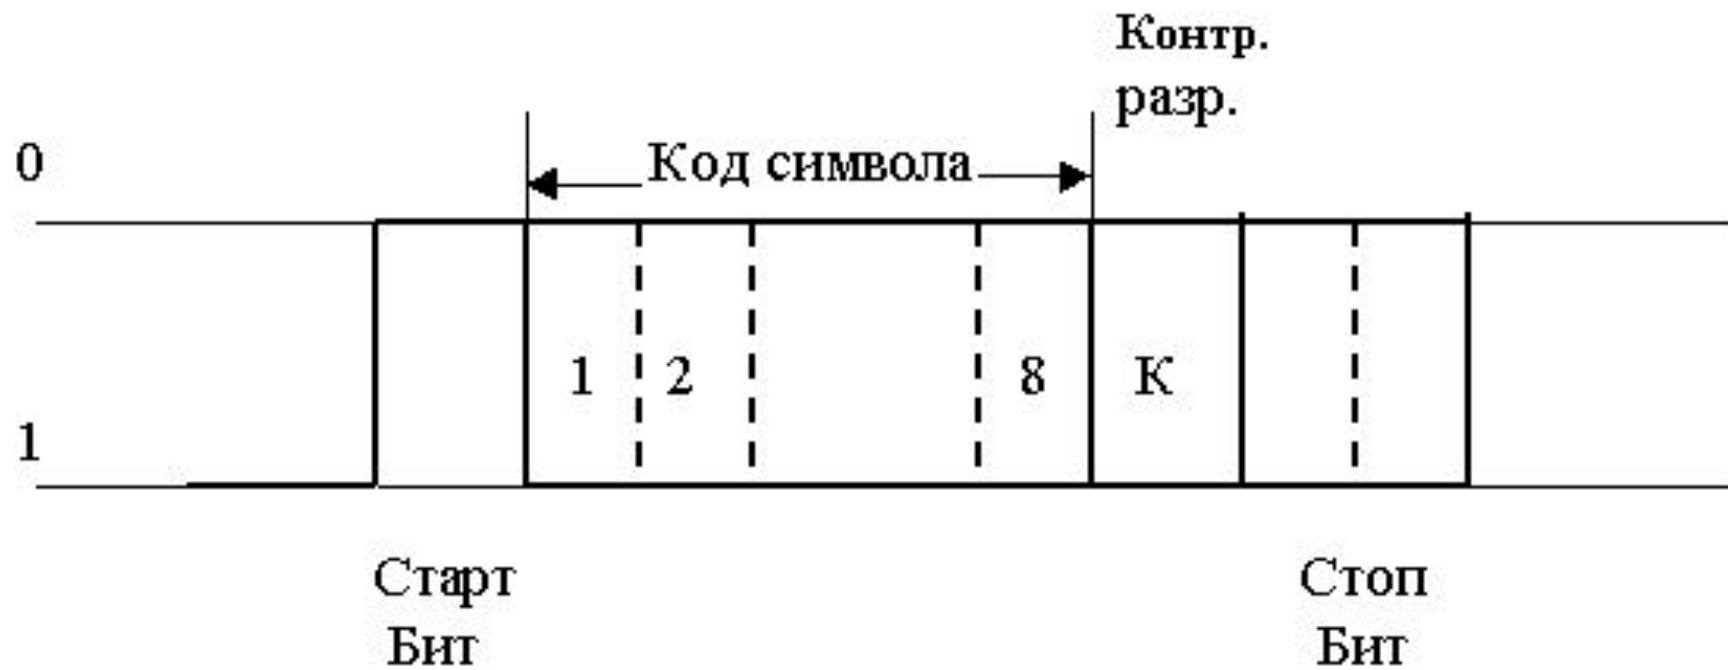 Контр.
разр.
0
Код символа
1 2 8 К
1
Старт
Бит
Стоп
Бит